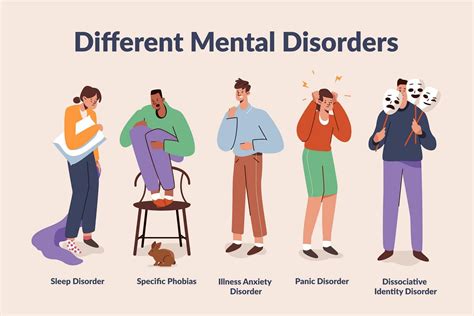 Different Mental Disorders
Sleep Disorder
Specific Phobias
Illness Anxiety
Disorder
Panic Disorder
Dissociative
Identity Disorder